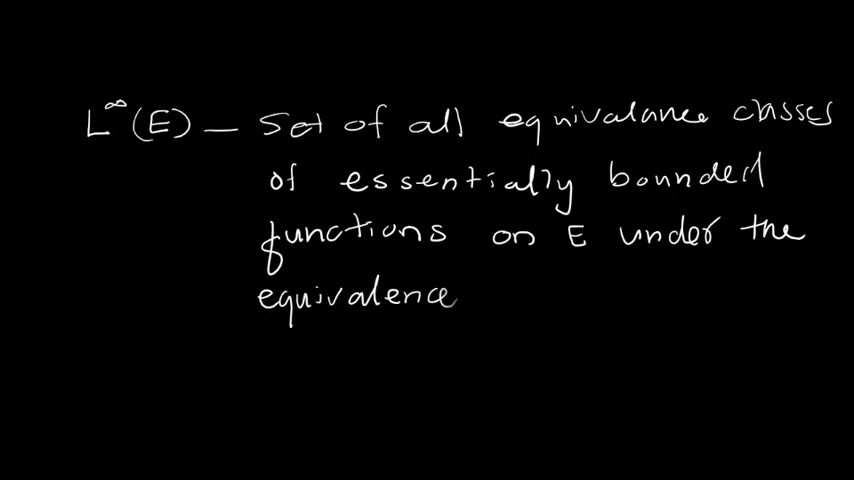 L^∞(E) — Set of all equivalance classes
of essentially bounded
functions on E under the
equivalence